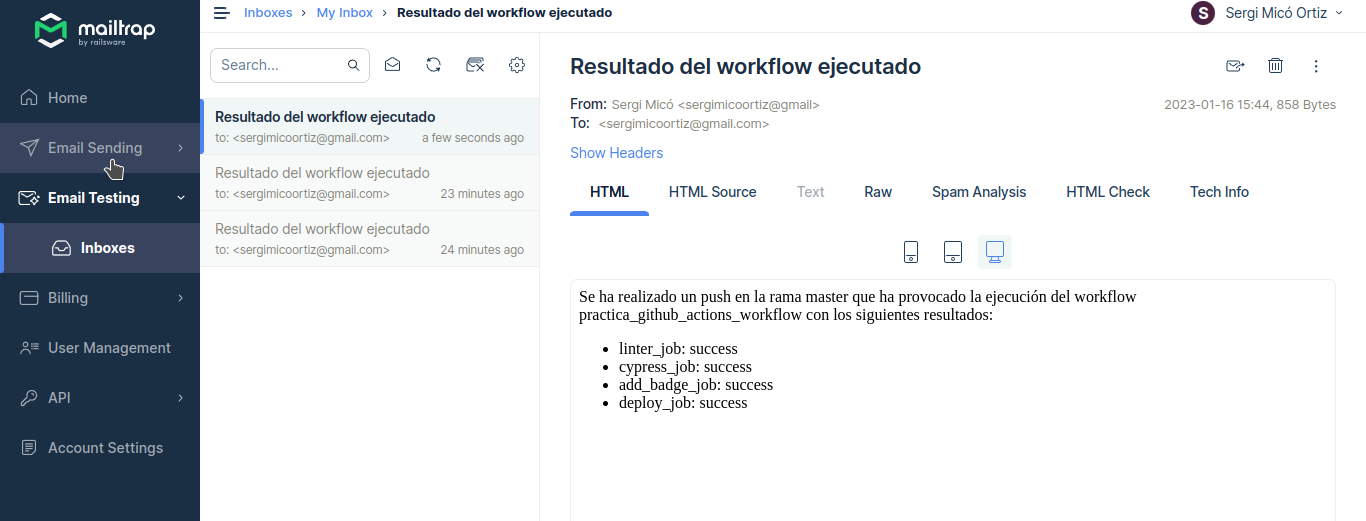 mailtrap
by railsware
Home
Email Sending
Email Testing
Inboxes
Billing
User Management
API
Account Settings
Inboxes › My Inbox › Resultado del workflow ejecutado
S Sergi Micó Ortiz
Search...
Resultado del workflow ejecutado
to: <sergimicoortiz@gmail.com> a few seconds ago
Resultado del workflow ejecutado
to: <sergimicoortiz@gmail.com> 23 minutes ago
Resultado del workflow ejecutado
to: <sergimicoortiz@gmail.com> 24 minutes ago
Resultado del workflow ejecutado
From: Sergi Micó <sergimicoortiz@gmail> 2023-01-16 15:44, 858 Bytes
To: <sergimicoortiz@gmail.com>
Show Headers
HTML HTML Source Text Raw Spam Analysis HTML Check Tech Info
Se ha realizado un push en la rama master que ha provocado la ejecución del workflow
practica_github_actions_workflow con los siguientes resultados:
• linter_job: success
• cypress_job: success
• add_badge_job: success
• deploy_job: success